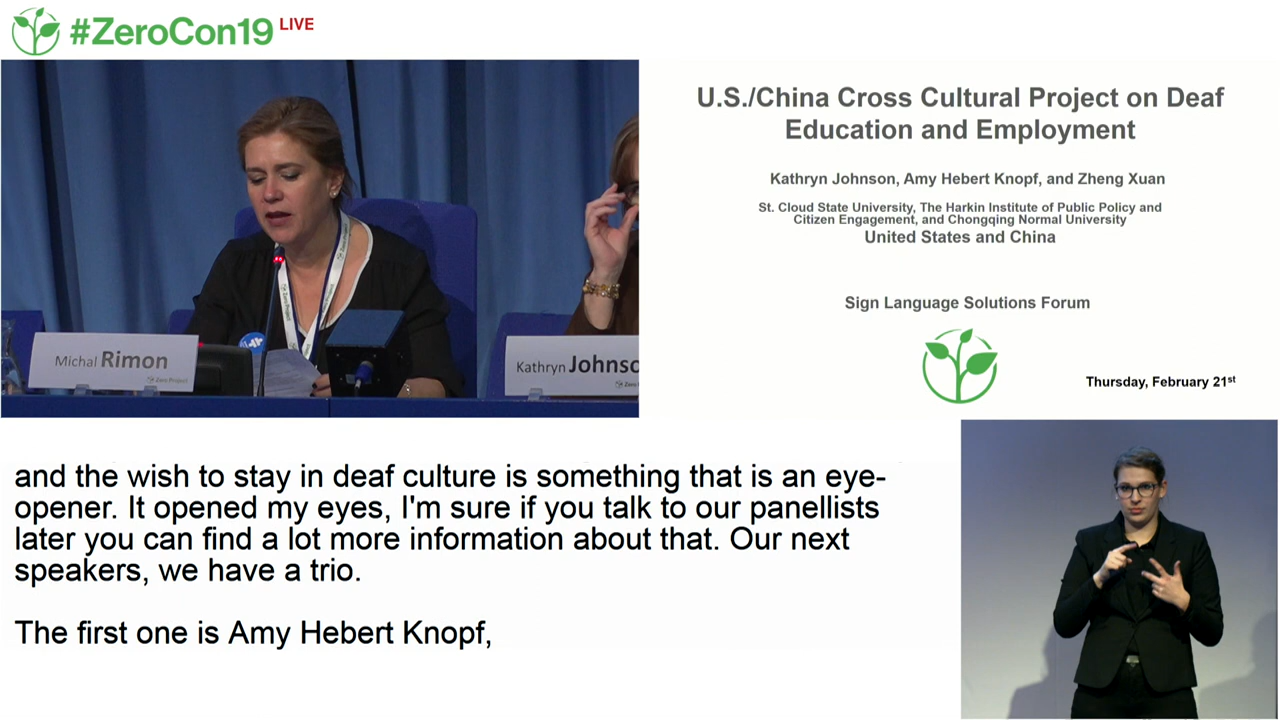 #ZeroCon19 LIVE
U.S./China Cross Cultural Project on Deaf
Education and Employment
Kathryn Johnson, Amy Hebert Knopf, and Zheng Xuan
St. Cloud State University, The Harkin Institute of Public Policy and
Citizen Engagement, and Chongqing Normal University
United States and China
Sign Language Solutions Forum
Thursday, February 21st
Michal Rimon
Zero Project
Kathryn Johnso
Zero
and the wish to stay in deaf culture is something that is an eye-
opener. It opened my eyes, I'm sure if you talk to our panellists
later you can find a lot more information about that. Our next
speakers, we have a trio.
The first one is Amy Hebert Knopf,